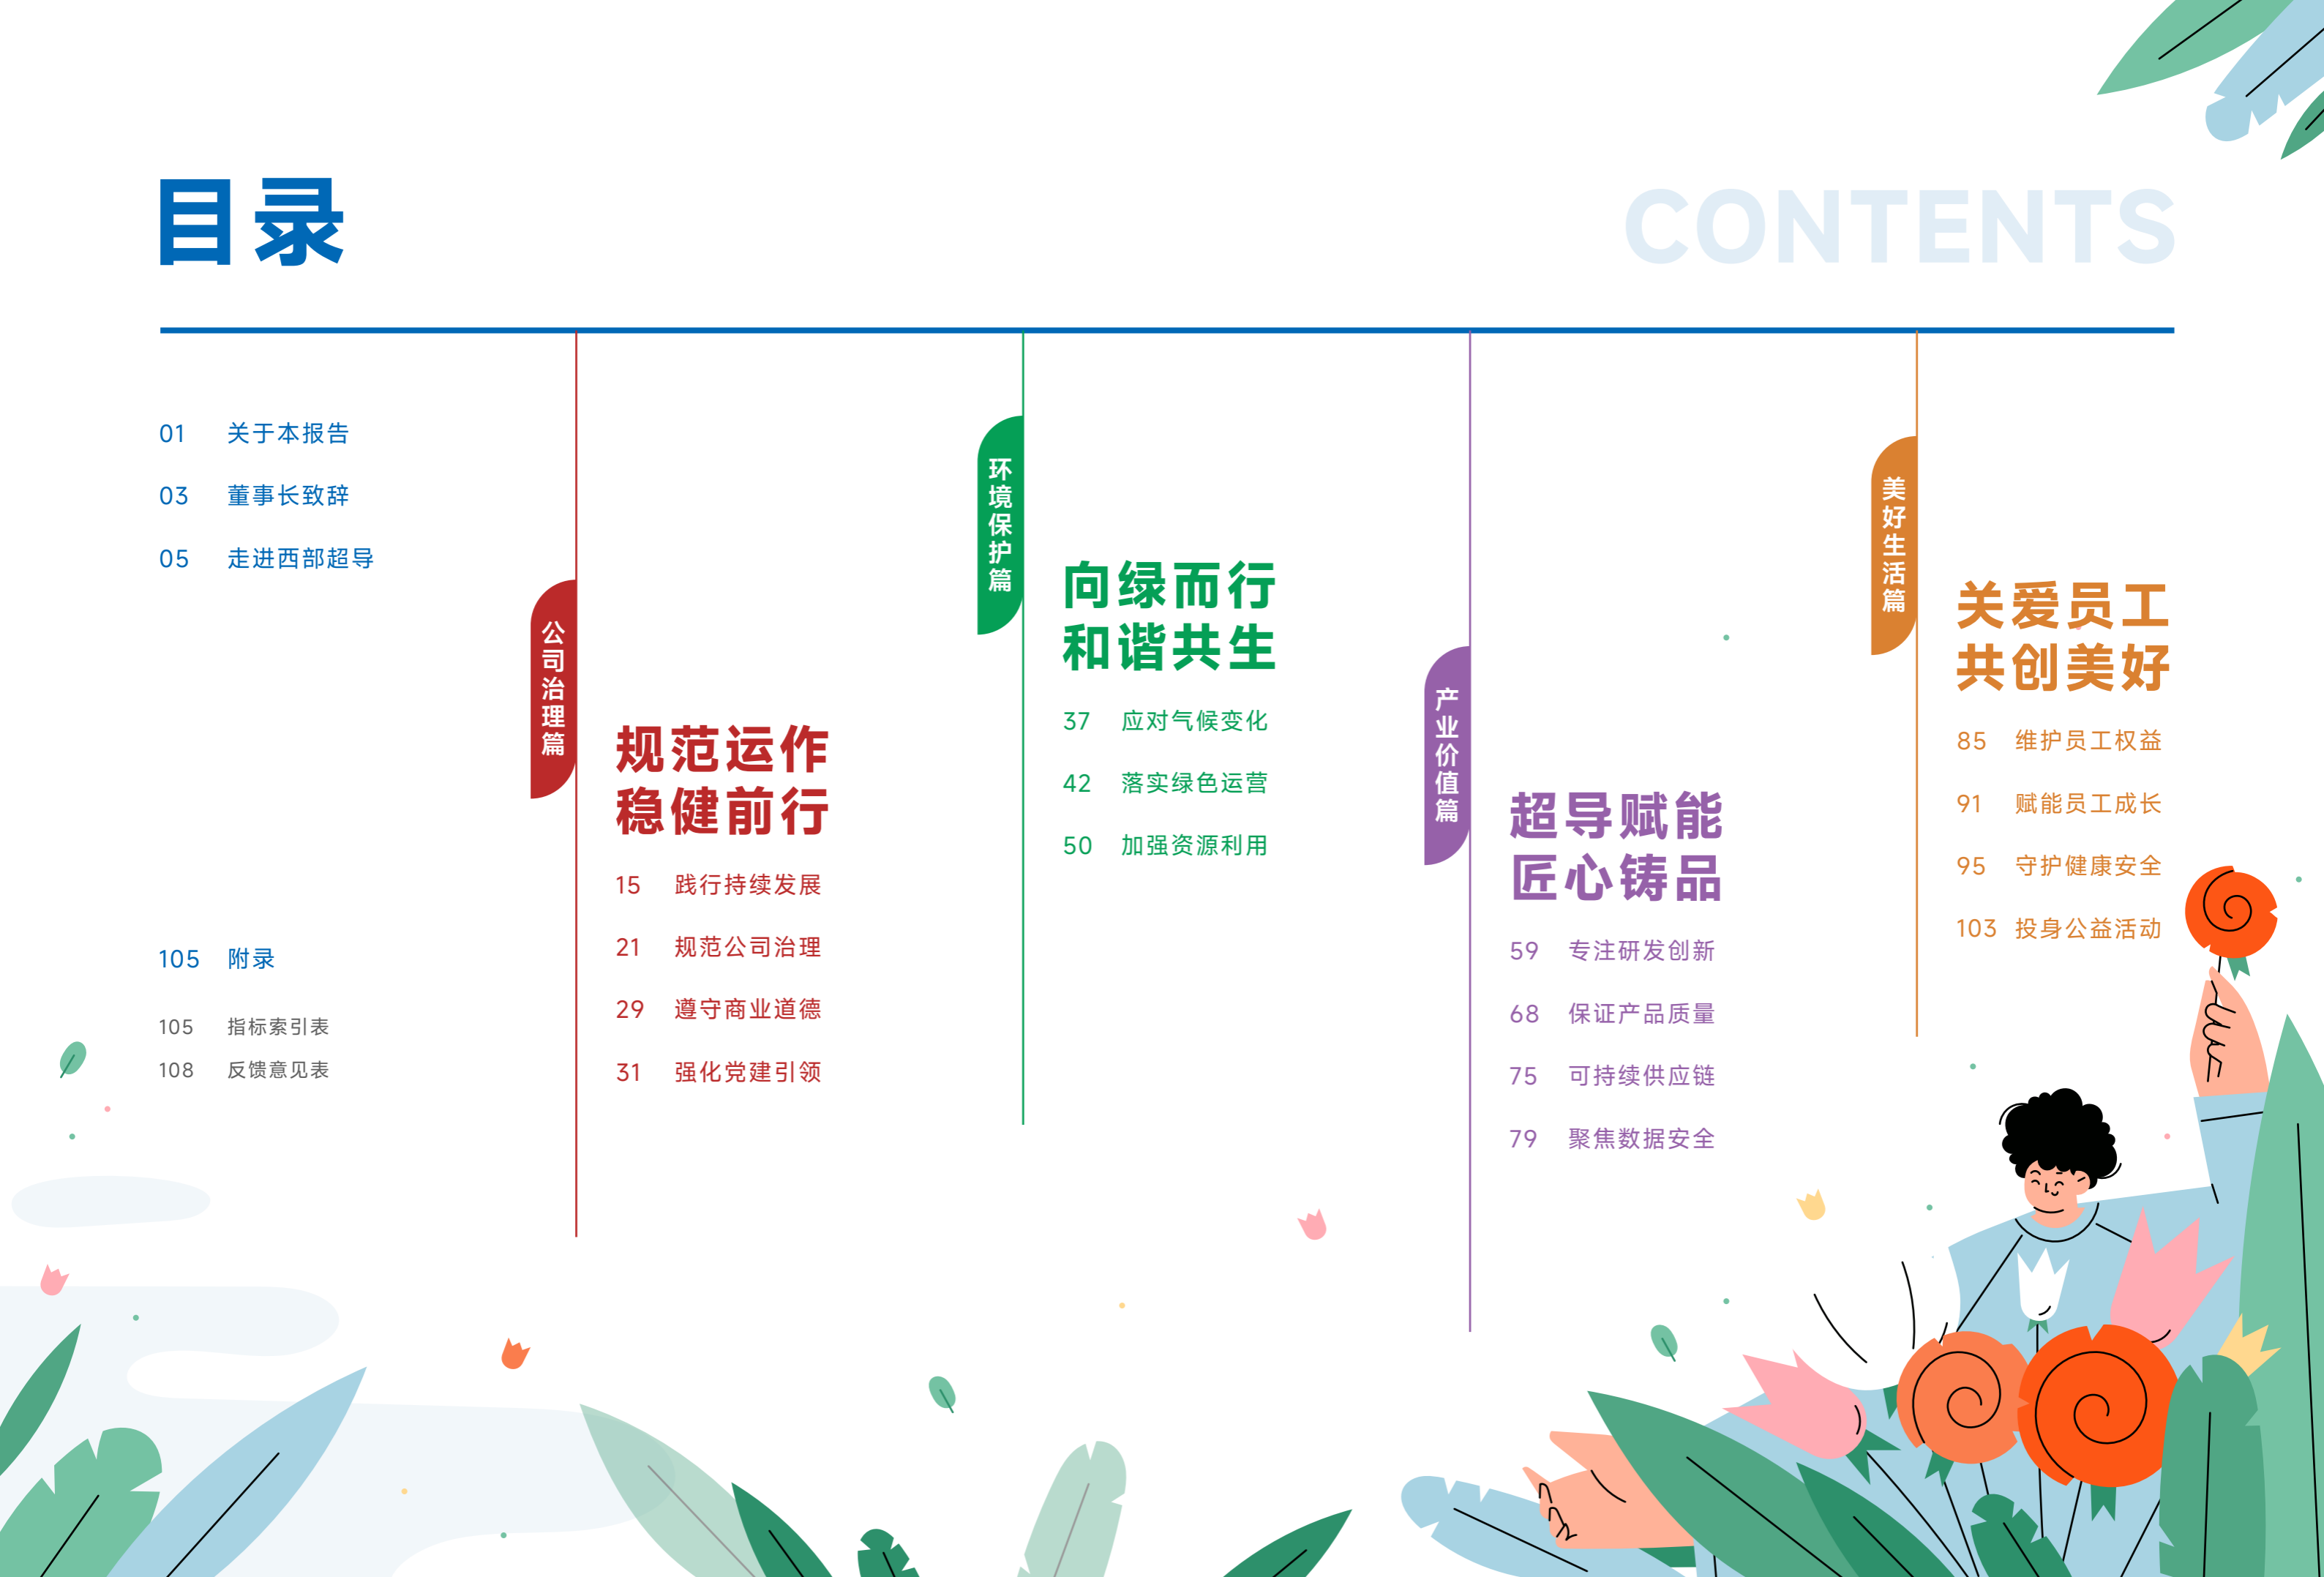 目录
CONTENTS
01 关于本报告
03 董事长致辞
05 走进西部超导
105 附录
105 指标索引表
108 反馈意见表
公司治理篇
规范运作
稳健前行
15 践行持续发展
21 规范公司治理
29 遵守商业道德
31 强化党建引领
环境保护篇
向绿而行
和谐共生
37 应对气候变化
42 落实绿色运营
50 加强资源利用
产业价值篇
超导赋能
匠心铸品
59 专注研发创新
68 保证产品质量
75 可持续供应链
79 聚焦数据安全
美好生活篇
关爱员工
共创美好
85 维护员工权益
91 赋能员工成长
95 守护健康安全
103 投身公益活动